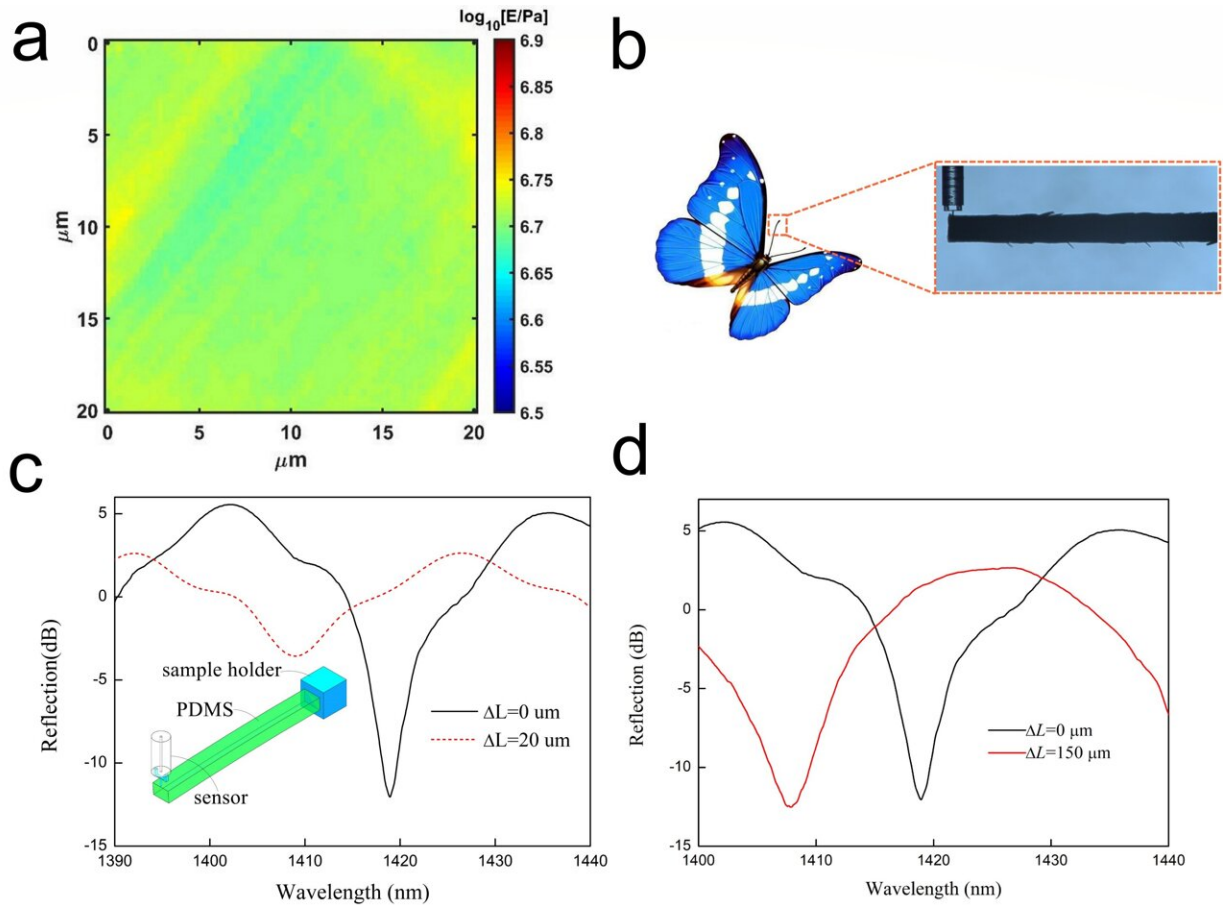 a
log10[E/Pa]
0
5
10
15
20
μm
0 5 10 15 20
μm
6.9
6.85
6.8
6.75
6.7
6.65
6.6
6.55
6.5
b
c
5
0
-5
-10
-15
Reflection(dB)
sample holder
PDMS
sensor
ΔL=0 um
ΔL=20 um
1390 1400 1410 1420 1430 1440
Wavelength (nm)
d
5
0
-5
-10
-15
Reflection (dB)
ΔL=0 μm
ΔL=150 μm
1400 1410 1420 1430 1440
Wavelength (nm)